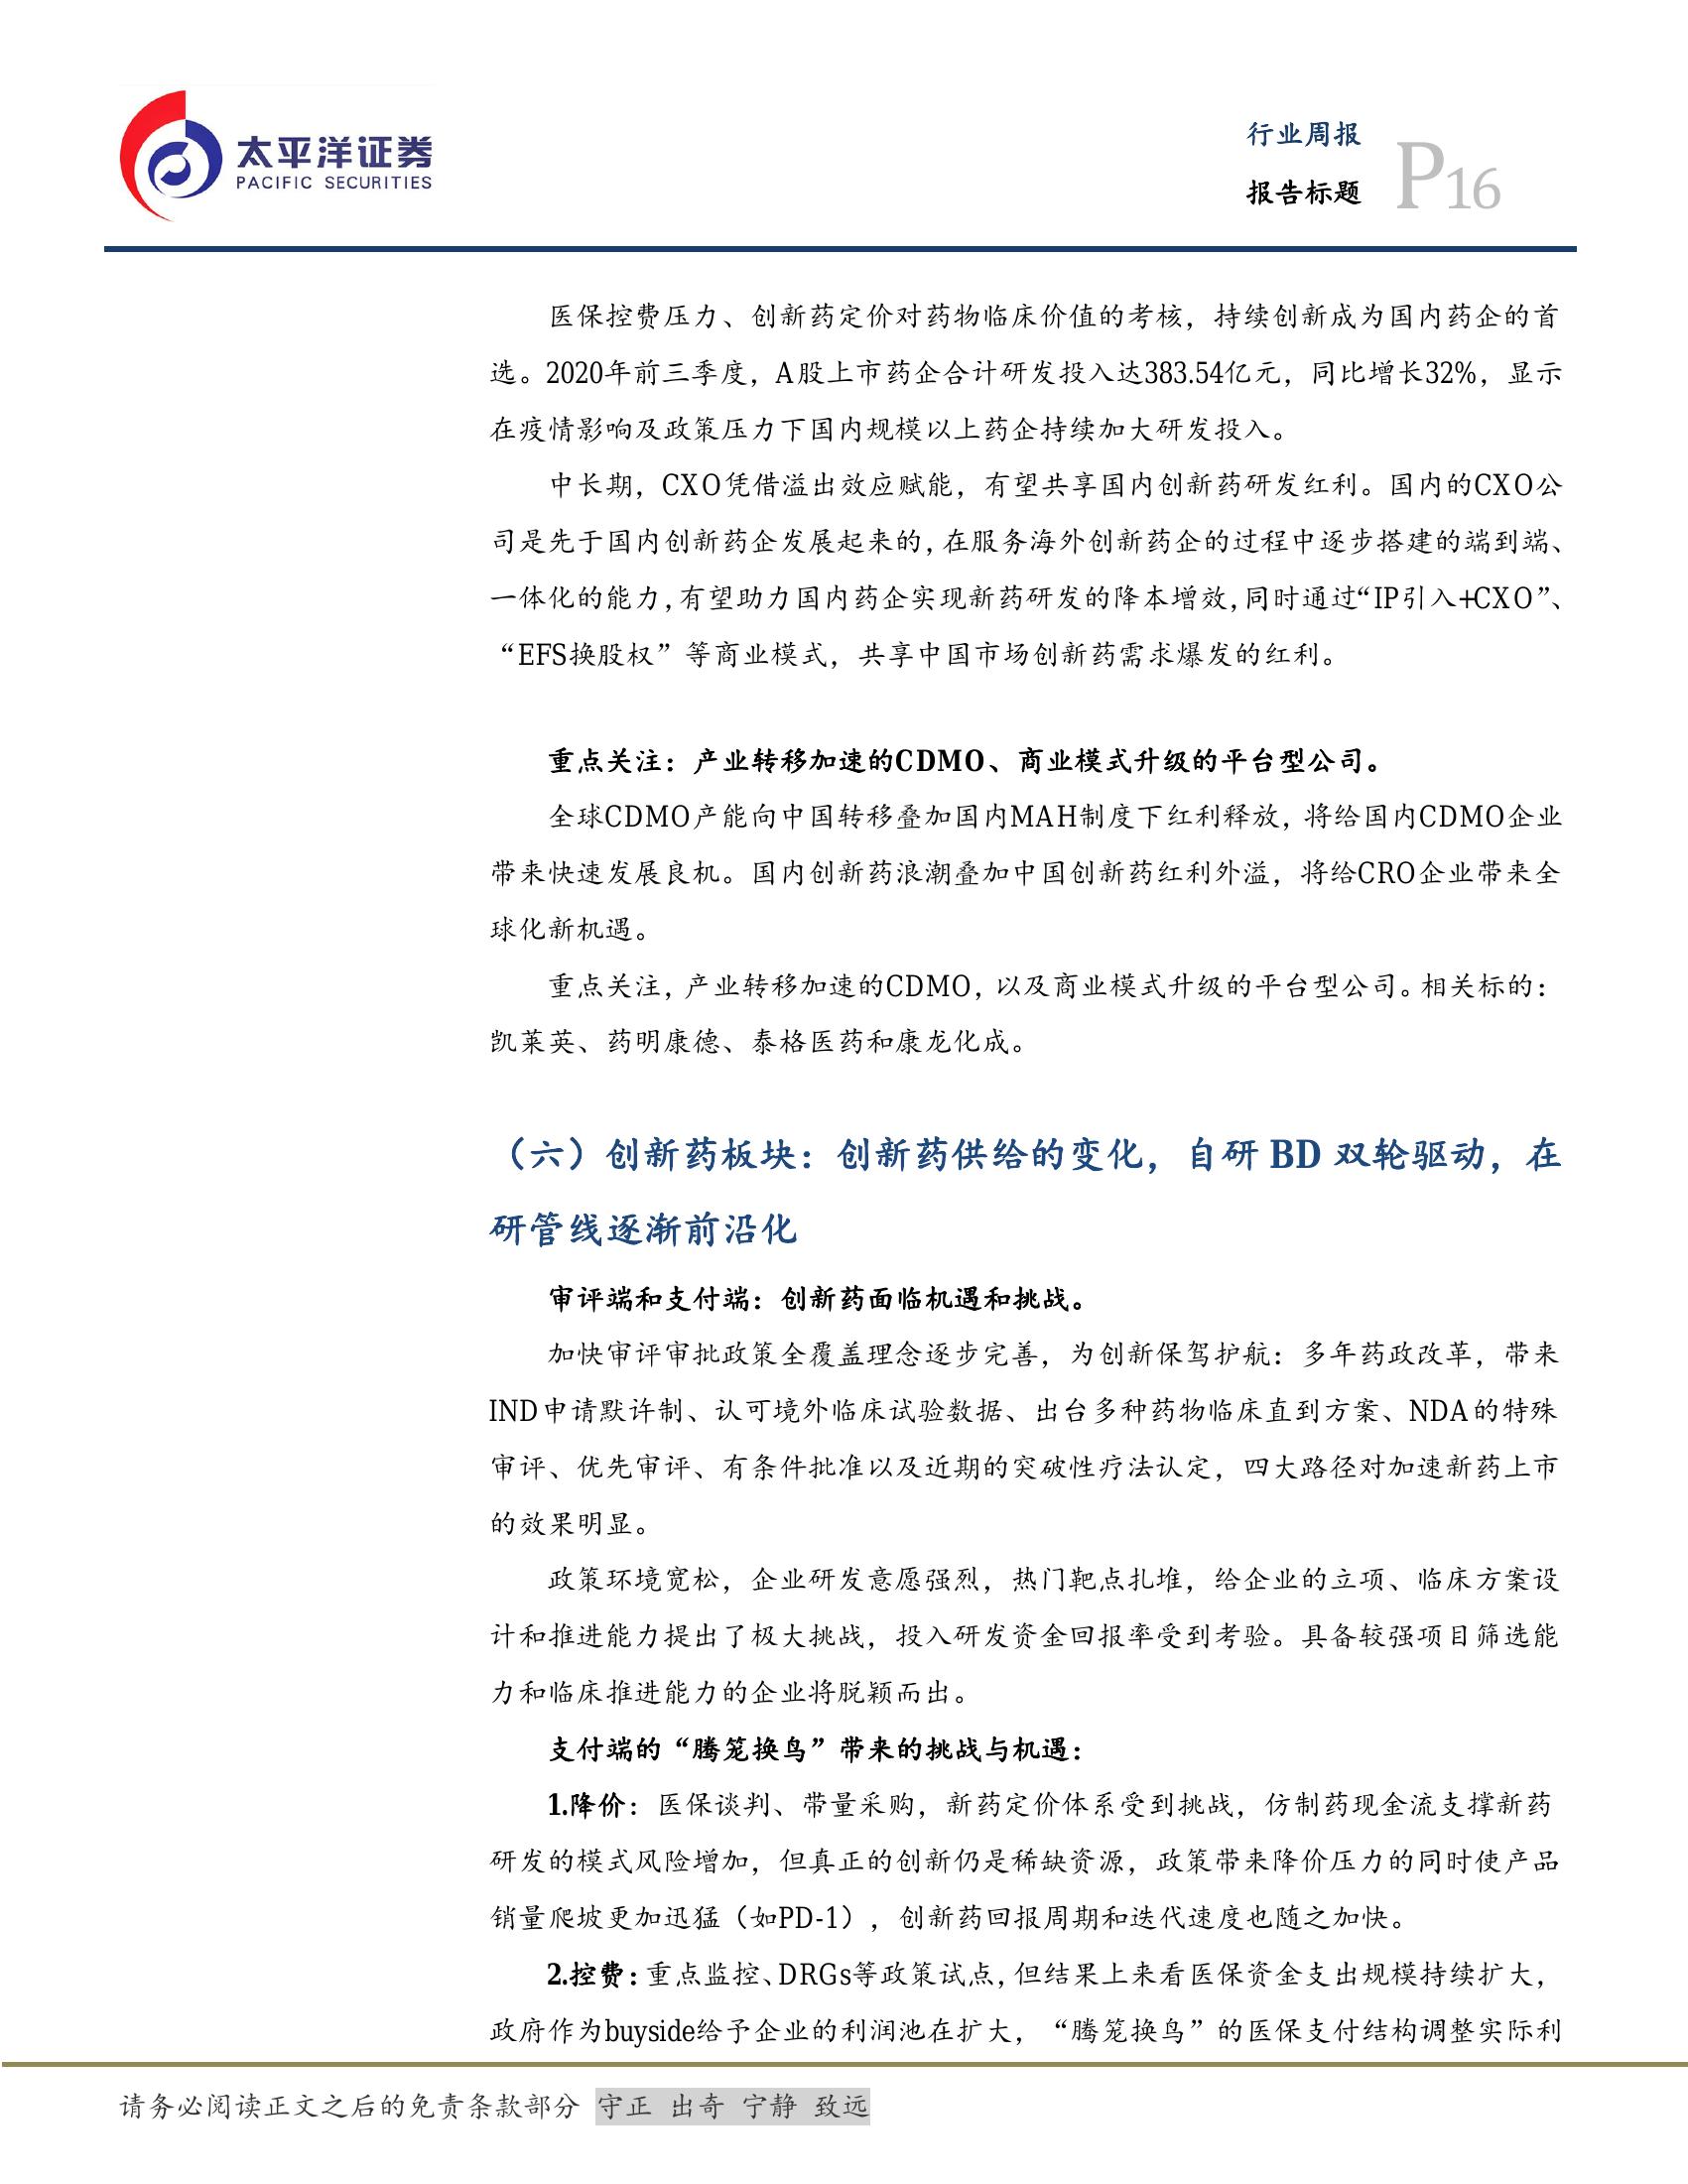 太平洋证券
PACIFIC SECURITIES
行业周报
报告标题
P16
医保控费压力、创新药定价对药物临床价值的考核，持续创新成为国内药企的首
选。2020年前三季度，A股上市药企合计研发投入达383.54亿元，同比增长32%，显示
在疫情影响及政策压力下国内规模以上药企持续加大研发投入。
中长期，CXO凭借溢出效应赋能，有望共享国内创新药研发红利。国内的CXO公
司是先于国内创新药企发展起来的，在服务海外创新药企的过程中逐步搭建的端到端、
一体化的能力，有望助力国内药企实现新药研发的降本增效，同时通过“IP引入+CXO”、
“EFS换股权”等商业模式，共享中国市场创新药需求爆发的红利。
重点关注：产业转移加速的CDMO、商业模式升级的平台型公司。
全球CDMO产能向中国转移叠加国内MAH制度下红利释放，将给国内CDMO企业
带来快速发展良机。国内创新药浪潮叠加中国创新药红利外溢，将给CRO企业带来全
球化新机遇。
重点关注，产业转移加速的CDMO，以及商业模式升级的平台型公司。相关标的：
凯莱英、药明康德、泰格医药和康龙化成。
（六）创新药板块：创新药供给的变化，自研 BD 双轮驱动，在
研管线逐渐前沿化
审评端和支付端：创新药面临机遇和挑战。
加快审评审批政策全覆盖理念逐步完善，为创新保驾护航：多年药政改革，带来
IND申请默许制、认可境外临床试验数据、出台多种药物临床直到方案、NDA的特殊
审评、优先审评、有条件批准以及近期的突破性疗法认定，四大路径对加速新药上市
的效果明显。
政策环境宽松，企业研发意愿强烈，热门靶点扎堆，给企业的立项、临床方案设
计和推进能力提出了极大挑战，投入研发资金回报率受到考验。具备较强项目筛选能
力和临床推进能力的企业将脱颖而出。
支付端的“腾笼换鸟”带来的挑战与机遇：
1.降价：医保谈判、带量采购，新药定价体系受到挑战，仿制药现金流支撑新药
研发的模式风险增加，但真正的创新仍是稀缺资源，政策带来降价压力的同时使产品
销量爬坡更加迅猛（如PD-1），创新药回报周期和迭代速度也随之加快。
2.控费：重点监控、DRGs等政策试点，但结果上来看医保资金支出规模持续扩大，
政府作为buyside给予企业的利润池在扩大，“腾笼换鸟”的医保支付结构调整实际利
请务必阅读正文之后的免责条款部分 守正 出奇 宁静 致远